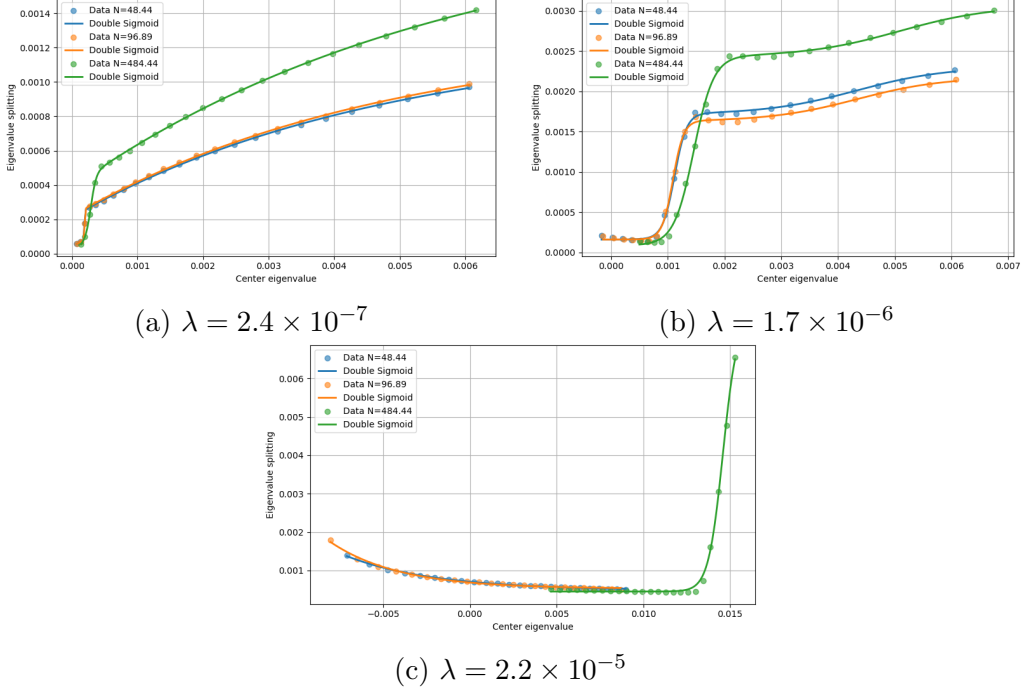 0.0014
0.0012
0.0010
0.0008
0.0006
0.0004
0.0002
0.0000
Eigenvalue splitting
Data N=48.44
Double Sigmoid
Data N=96.89
Double Sigmoid
Data N=484.44
Double Sigmoid
0.000 0.001 0.002 0.003 0.004 0.005 0.006
Center eigenvalue
(a) λ = 2.4 × 10⁻⁷
0.0030
0.0025
0.0020
0.0015
0.0010
0.0005
0.0000
Eigenvalue splitting
Data N=48.44
Double Sigmoid
Data N=96.89
Double Sigmoid
Data N=484.44
Double Sigmoid
0.000 0.001 0.002 0.003 0.004 0.005 0.006 0.007
Center eigenvalue
(b) λ = 1.7 × 10⁻⁶
0.006
0.005
0.004
0.003
0.002
0.001
Eigenvalue splitting
Data N=48.44
Double Sigmoid
Data N=96.89
Double Sigmoid
Data N=484.44
Double Sigmoid
−0.005 0.000 0.005 0.010 0.015
Center eigenvalue
(c) λ = 2.2 × 10⁻⁵